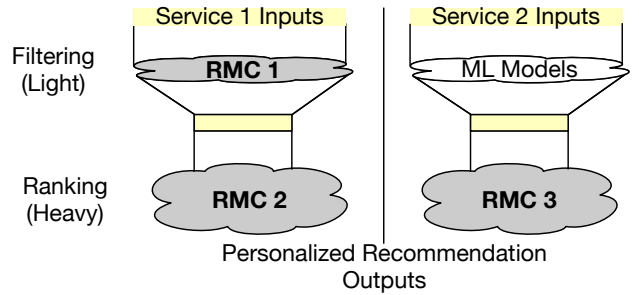 Service 1 Inputs
Service 2 Inputs
Filtering
(Light)
RMC 1
ML Models
Ranking
(Heavy)
RMC 2
RMC 3
Personalized Recommendation
Outputs